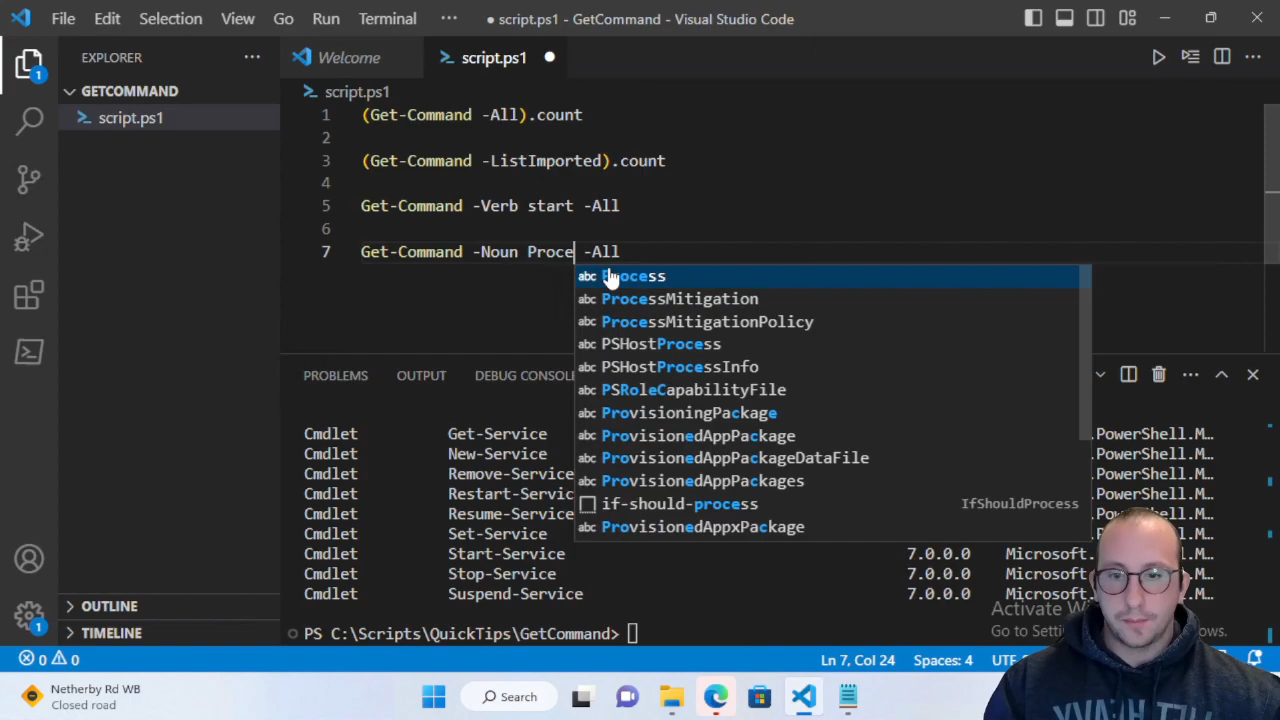 File Edit Selection View Go Run Terminal ··· ● script.ps1 - GetCommand - Visual Studio Code
EXPLORER ···
Welcome
script.ps1
GETCOMMAND
script.ps1
script.ps1
1 (Get-Command -All).count
2
3 (Get-Command -ListImported).count
4
5 Get-Command -Verb start -All
6
7 Get-Command -Noun Proce -All
abc Process
abc ProcessMitigation
abc ProcessMitigationPolicy
abc PSHostProcess
abc PSHostProcessInfo
abc PSRoleCapabilityFile
abc ProvisioningPackage
abc ProvisionedAppPackage
abc ProvisionedAppPackageDataFile
abc ProvisionedAppPackages
if-should-process IfShouldProcess
abc ProvisionedAppxPackage
PROBLEMS OUTPUT DEBUG CONSOL
Cmdlet Get-Service .PowerShell.M…
Cmdlet New-Service .PowerShell.M…
Cmdlet Remove-Service .PowerShell.M…
Cmdlet Restart-Service .PowerShell.M…
Cmdlet Resume-Service .PowerShell.M…
Cmdlet Set-Service .PowerShell.M…
Cmdlet Start-Service 7.0.0.0 Microsoft.
Cmdlet Stop-Service 7.0.0.0 Microsoft.
Cmdlet Suspend-Service 7.0.0.0 Microsoft.
PS C:\Scripts\QuickTips\GetCommand>
Activate Wi
Go to Setti ows.
OUTLINE
TIMELINE
1
1
0 0 Ln 7, Col 24 Spaces: 4 UTF
Netherby Rd WB
Closed road
Search